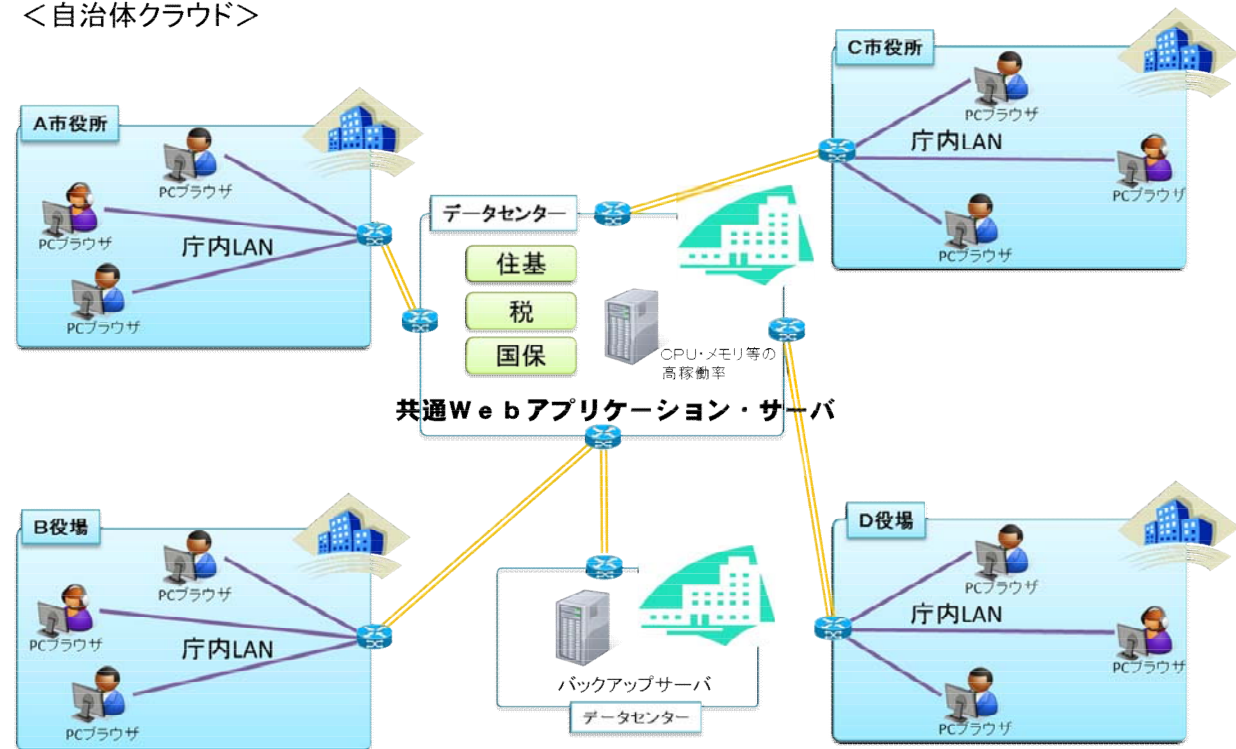 ＜自治体クラウド＞
A市役所
PCブラウザ
PCブラウザ
庁内LAN
PCブラウザ
C市役所
PCブラウザ
庁内LAN
PCブラウザ
PCブラウザ
データセンター
住基
税
国保
CPU・メモリ等の
高稼働率
共通Ｗｅｂアプリケーション・サーバ
B役場
PCブラウザ
PCブラウザ
庁内LAN
PCブラウザ
バックアップサーバ
データセンター
D役場
PCブラウザ
庁内LAN
PCブラウザ
PCブラウザ